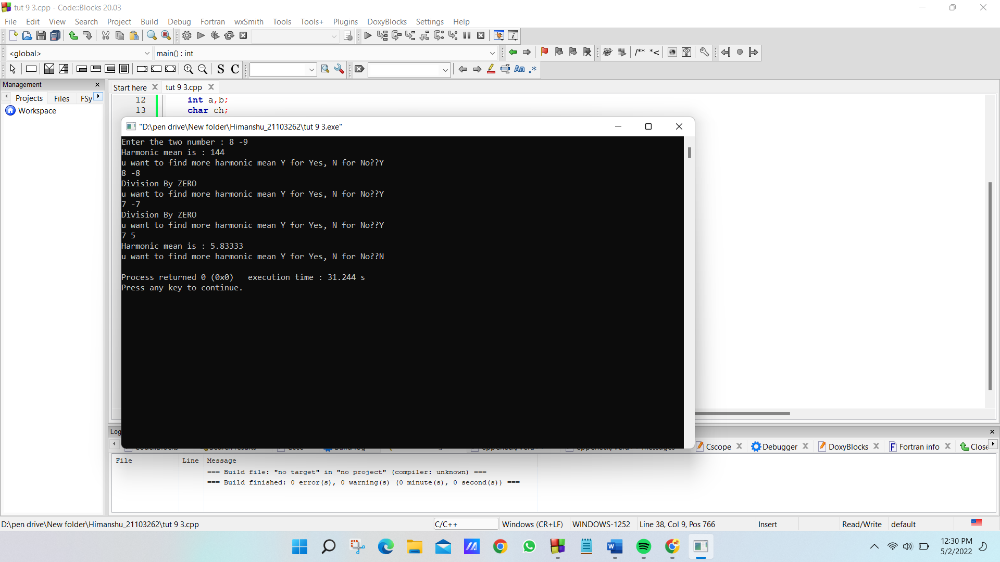 tut 9 3.cpp - Code::Blocks 20.03
File Edit View Search Project Build Debug Fortran wxSmith Tools Tools+ Plugins DoxyBlocks Settings Help
<global> main() : int
/** *<
S C Aa .*
Management
Start here tut 9 3.cpp
Projects Files FSy
Workspace
12 int a,b;
13 char ch;
"D:\pen drive\New folder\Himanshu_21103262\tut 9 3.exe"
Enter the two number : 8 -9
Harmonic mean is : 144
u want to find more harmonic mean Y for Yes, N for No??Y
8 -8
Division By ZERO
u want to find more harmonic mean Y for Yes, N for No??Y
7 -7
Division By ZERO
u want to find more harmonic mean Y for Yes, N for No??Y
7 5
Harmonic mean is : 5.83333
u want to find more harmonic mean Y for Yes, N for No??N
Process returned 0 (0x0)   execution time : 31.244 s
Press any key to continue.
Log
Cscope Debugger DoxyBlocks Fortran info Close
File Line Message
=== Build file: "no target" in "no project" (compiler: unknown) ===
=== Build finished: 0 error(s), 0 warning(s) (0 minute(s), 0 second(s)) ===
D:\pen drive\New folder\Himanshu_21103262\tut 9 3.cpp C/C++ Windows (CR+LF) WINDOWS-1252 Line 38, Col 9, Pos 766 Insert Read/Write default
12:30 PM
5/2/2022